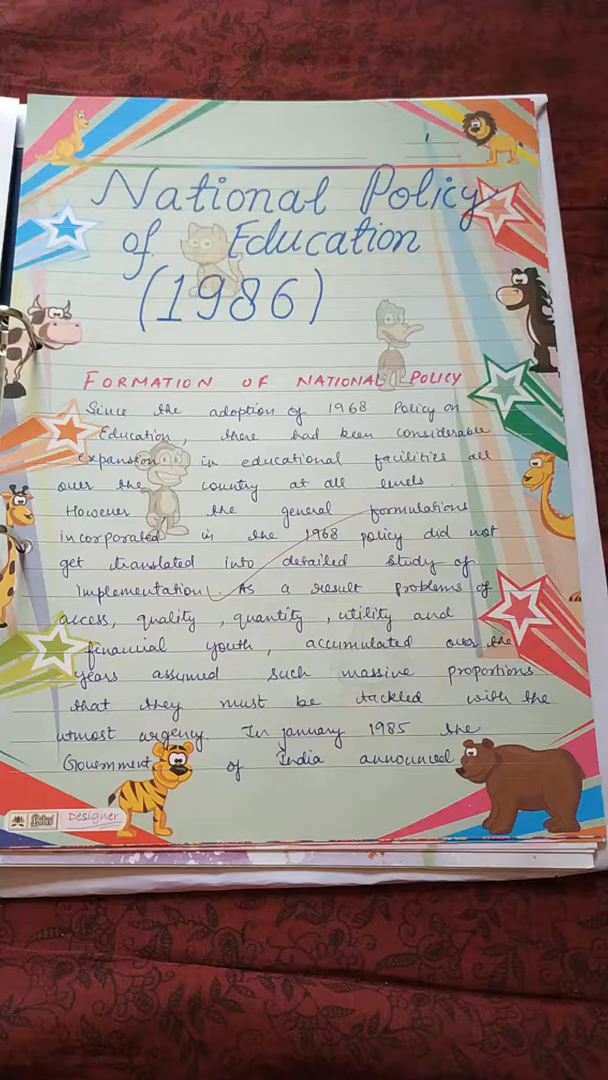 National Policy
of Education
(1986)
FORMATION OF NATIONAL POLICY
Since the adoption of 1968 Policy on
Education, there had been considerable
expansion in educational facilities all
over the country at all levels.
However the general formulations
incorporated in the 1968 policy did not
get translated into detailed study of
implementation. As a result problems of
access, quality, quantity, utility and
financial youth, accumulated over the
years assumed such massive proportions
that they must be tackled with the
utmost urgency. In january 1985 the
Government of India announced
Designer